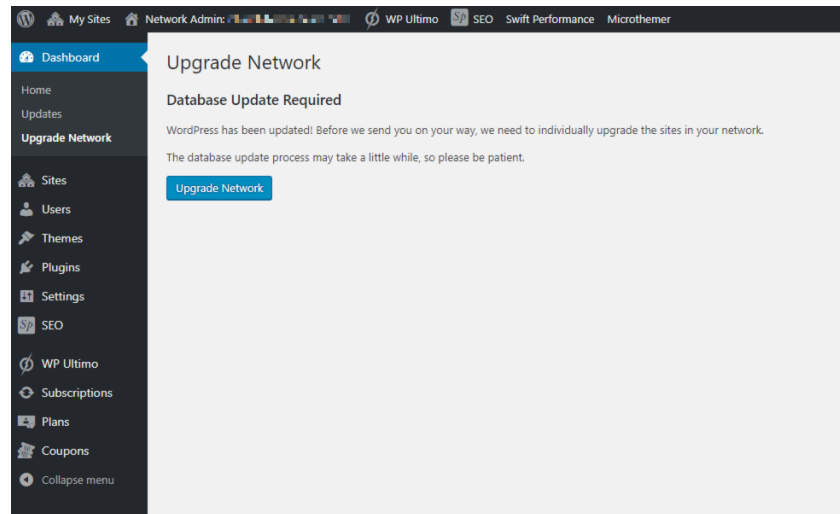 My Sites Network Admin: WP Ultimo Sp SEO Swift Performance Microthemer
Dashboard
Home
Updates
Upgrade Network
Sites
Users
Themes
Plugins
Settings
Sp SEO
WP Ultimo
Subscriptions
Plans
Coupons
Collapse menu
Upgrade Network
Database Update Required
WordPress has been updated! Before we send you on your way, we need to individually upgrade the sites in your network.
The database update process may take a little while, so please be patient.
Upgrade Network